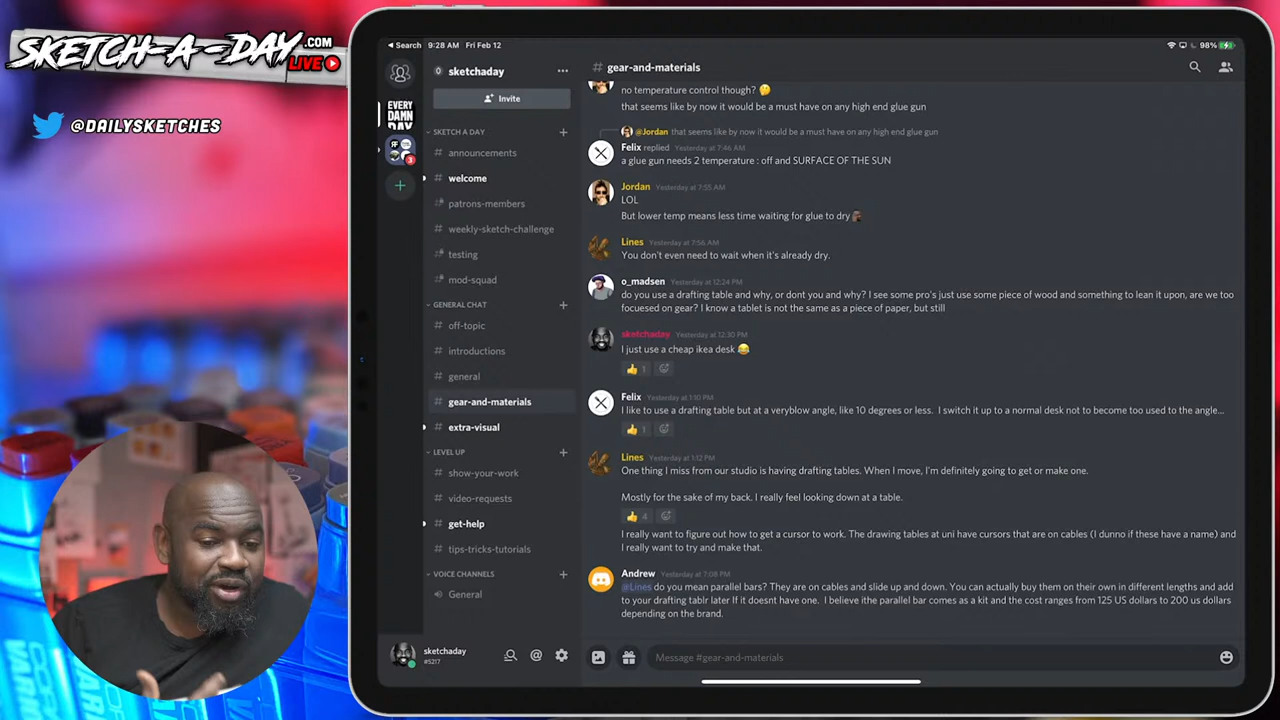 SKETCH-A-DAY.COM
LIVE
@DAILYSKETCHES
Search 9:28 AM Fri Feb 12 98%
EVERY
DAMN
DAY
3
sketchaday
Invite
SKETCH A DAY
# announcements
# welcome
# patrons-members
# weekly-sketch-challenge
# testing
# mod-squad
GENERAL CHAT
# off-topic
# introductions
# general
# gear-and-materials
# extra-visual
LEVEL UP
# show-your-work
# video-requests
# get-help
# tips-tricks-tutorials
VOICE CHANNELS
General
sketchaday
#5217
# gear-and-materials
no temperature control though? 🤔
that seems like by now it would be a must have on any high end glue gun
@Jordan that seems like by now it would be a must have on any high end glue gun
Felix replied Yesterday at 7:46 AM
a glue gun needs 2 temperature : off and SURFACE OF THE SUN
Jordan Yesterday at 7:55 AM
LOL
But lower temp means less time waiting for glue to dry
Lines Yesterday at 7:56 AM
You don't even need to wait when it's already dry.
o_madsen Yesterday at 12:24 PM
do you use a drafting table and why, or dont you and why? I see some pro's just use some piece of wood and something to lean it upon, are we too
focuesed on gear? I know a tablet is not the same as a piece of paper, but still
sketchaday Yesterday at 12:30 PM
I just use a cheap ikea desk 😂
👍 1
Felix Yesterday at 1:10 PM
I like to use a drafting table but at a veryblow angle, like 10 degrees or less. I switch it up to a normal desk not to become too used to the angle...
👍 1
Lines Yesterday at 1:12 PM
One thing I miss from our studio is having drafting tables. When I move, I'm definitely going to get or make one.
Mostly for the sake of my back. I really feel looking down at a table.
👍 4
I really want to figure out how to get a cursor to work. The drawing tables at uni have cursors that are on cables (I dunno if these have a name) and
I really want to try and make that.
Andrew Yesterday at 7:08 PM
@Lines do you mean parallel bars? They are on cables and slide up and down. You can actually buy them on their own in different lengths and add
to your drafting tablr later If it doesnt have one. I believe ithe parallel bar comes as a kit and the cost ranges from 125 US dollars to 200 us dollars
depending on the brand.
Message #gear-and-materials